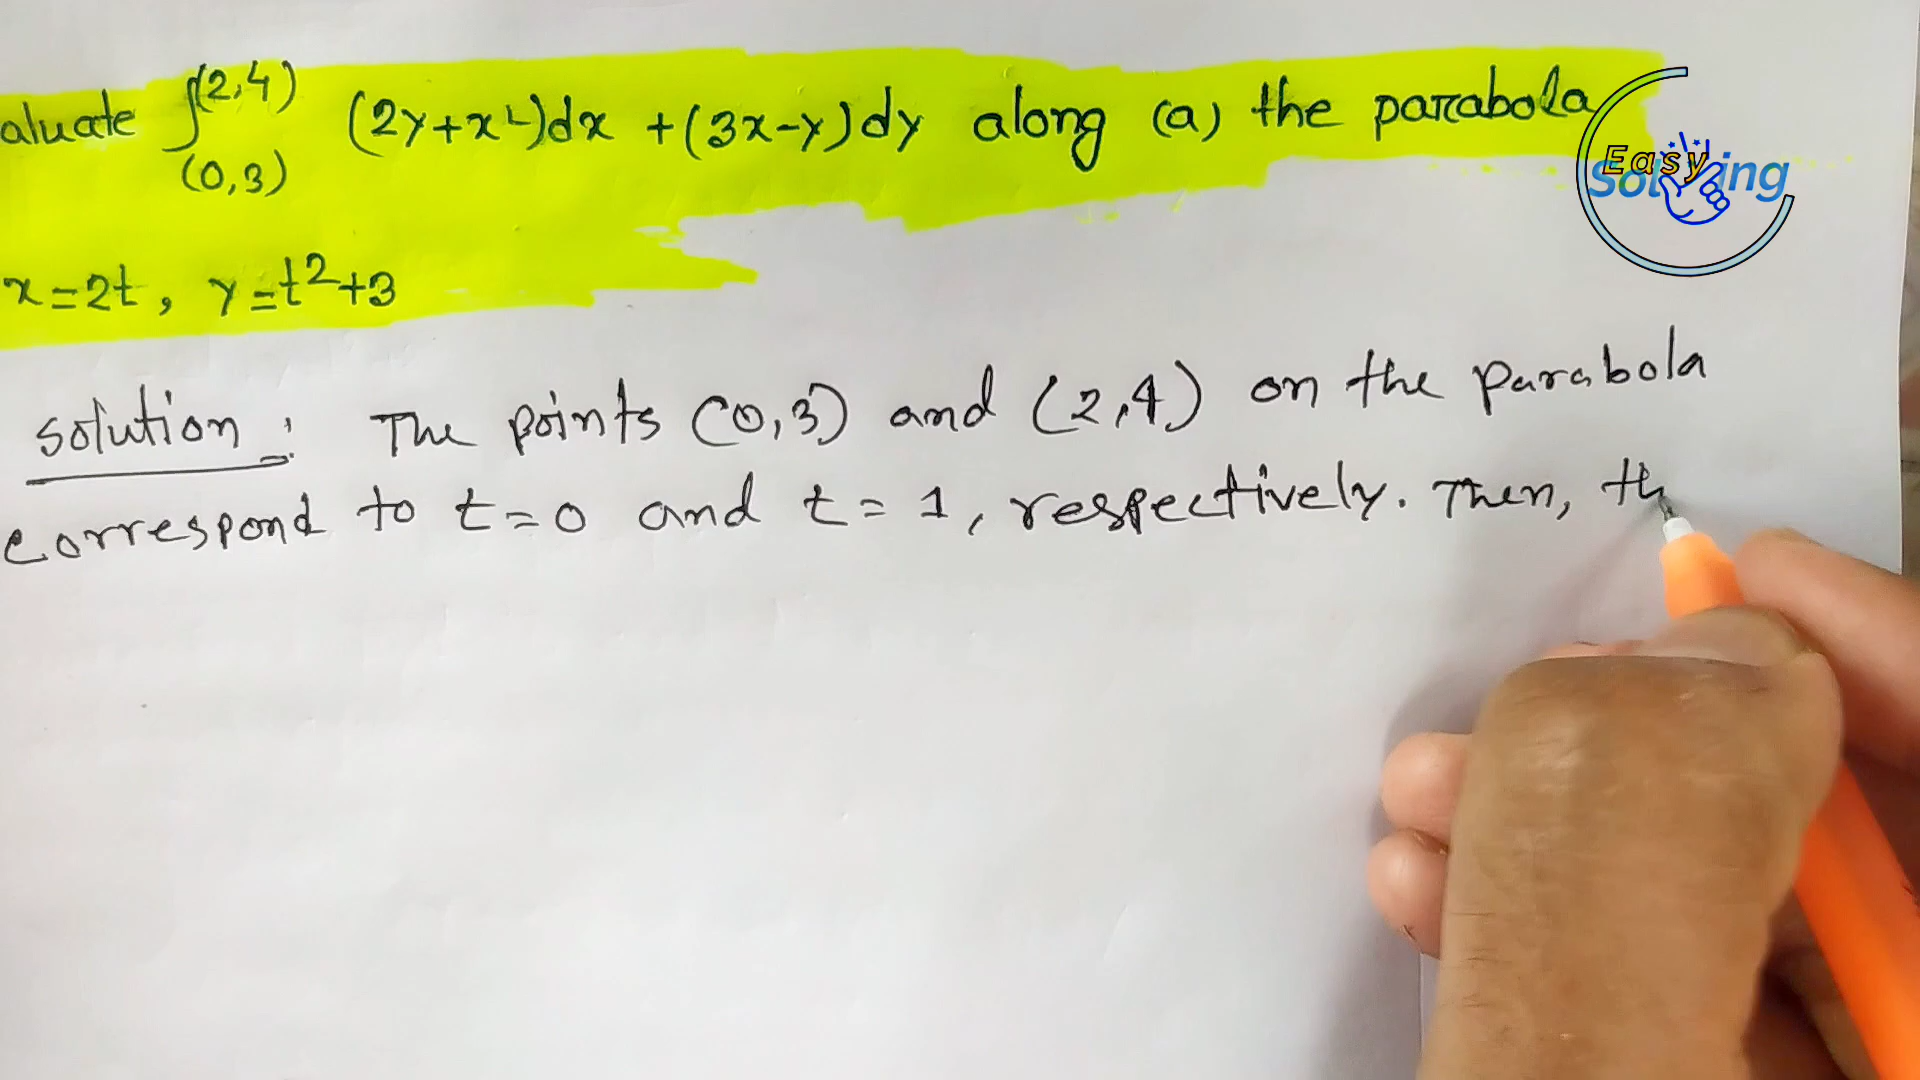 aluate ∫(2,4) (0,3) (2y+x²)dx + (3x-y)dy along (a) the parabola
x=2t, y=t²+3
Easy Solving
solution: The points (0,3) and (2,4) on the parabola
correspond to t=0 and t=1, respectively. Then, th